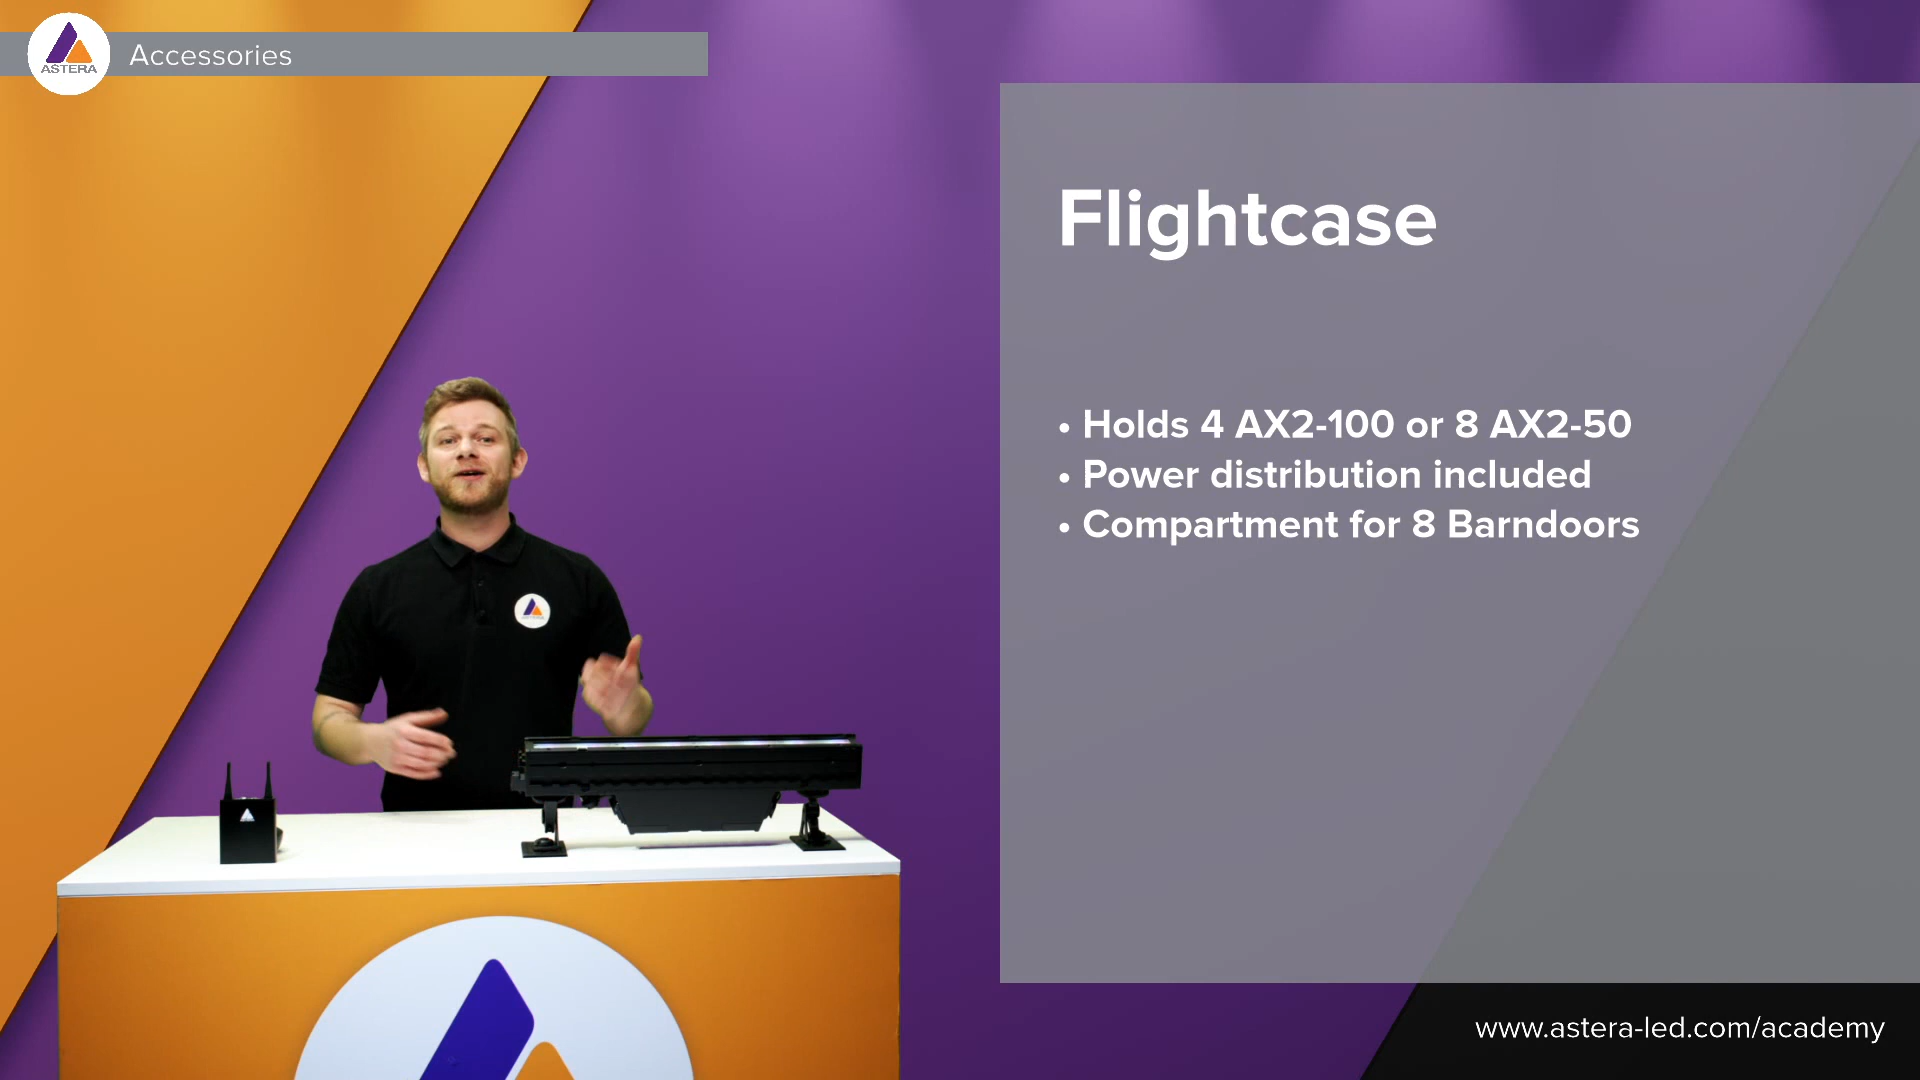 ASTERA
Accessories
Flightcase
• Holds 4 AX2-100 or 8 AX2-50
• Power distribution included
• Compartment for 8 Barndoors
www.astera-led.com/academy